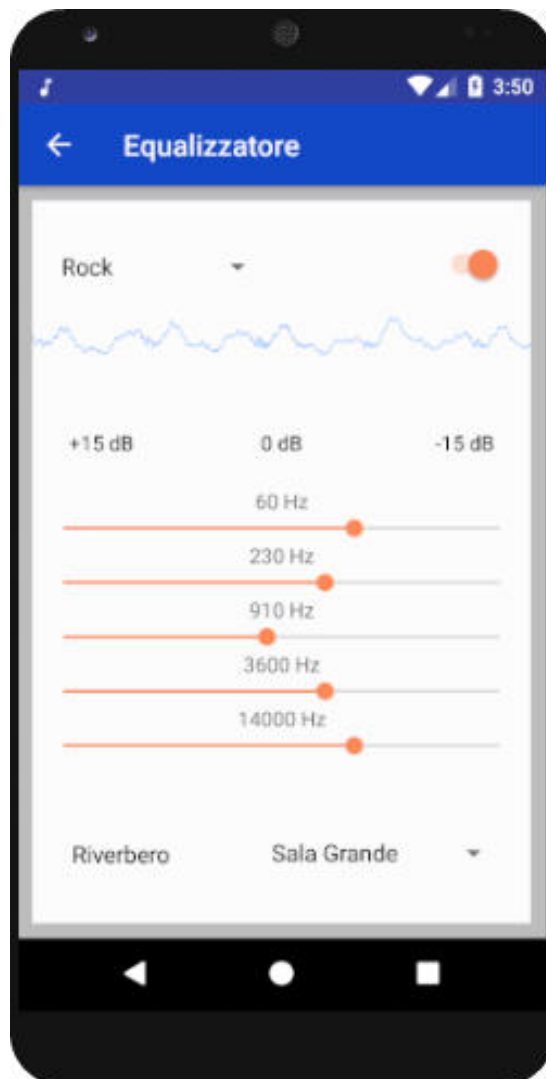 3:50
Equalizzatore
Rock
+15 dB 0 dB -15 dB
60 Hz
230 Hz
910 Hz
3600 Hz
14000 Hz
Riverbero Sala Grande